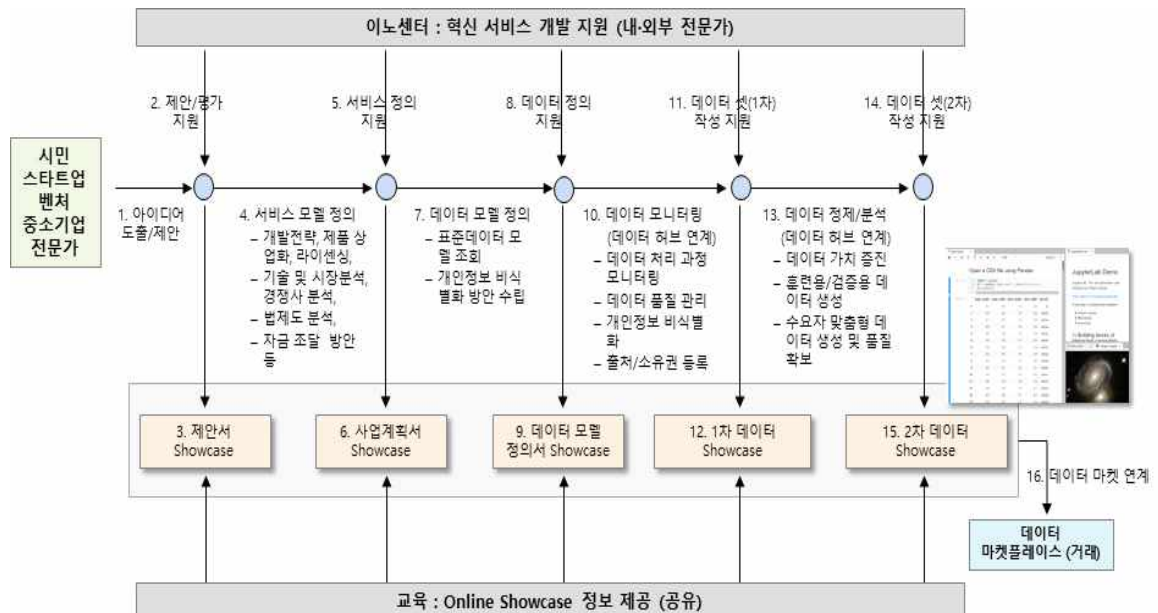 이노센터 : 혁신 서비스 개발 지원 (내·외부 전문가)
2. 제안/평가
지원
5. 서비스 정의
지원
8. 데이터 정의
지원
11. 데이터 셋(1차)
작성 지원
14. 데이터 셋(2차)
작성 지원
시민
스타트업
벤처
중소기업
전문가
1. 아이디어
도출/제안
4. 서비스 모델 정의
– 개발전략, 제품 상
업화, 라이센싱,
– 기술 및 시장분석,
경쟁사 분석,
– 법제도 분석,
– 자금 조달 방안
등
7. 데이터 모델 정의
– 표준데이터 모
델 조회
– 개인정보 비식
별화 방안 수립
10. 데이터 모니터링
(데이터 허브 연계)
– 데이터 처리 과정
모니터링
– 데이터 품질 관리
– 개인정보 비식별
화
– 출처/소유권 등록
13. 데이터 정제/분석
(데이터 허브 연계)
– 데이터 가치 증진
– 훈련용/검증용 데
이터 생성
– 수요자 맞춤형 데
이터 생성 및 품질
확보
Open a CSV file using Pandas
JupyterLab Demo
3. 제안서
Showcase
6. 사업계획서
Showcase
9. 데이터 모델
정의서 Showcase
12. 1차 데이터
Showcase
15. 2차 데이터
Showcase
16. 데이터 마켓 연계
데이터
마켓플레이스 (거래)
교육 : Online Showcase 정보 제공 (공유)